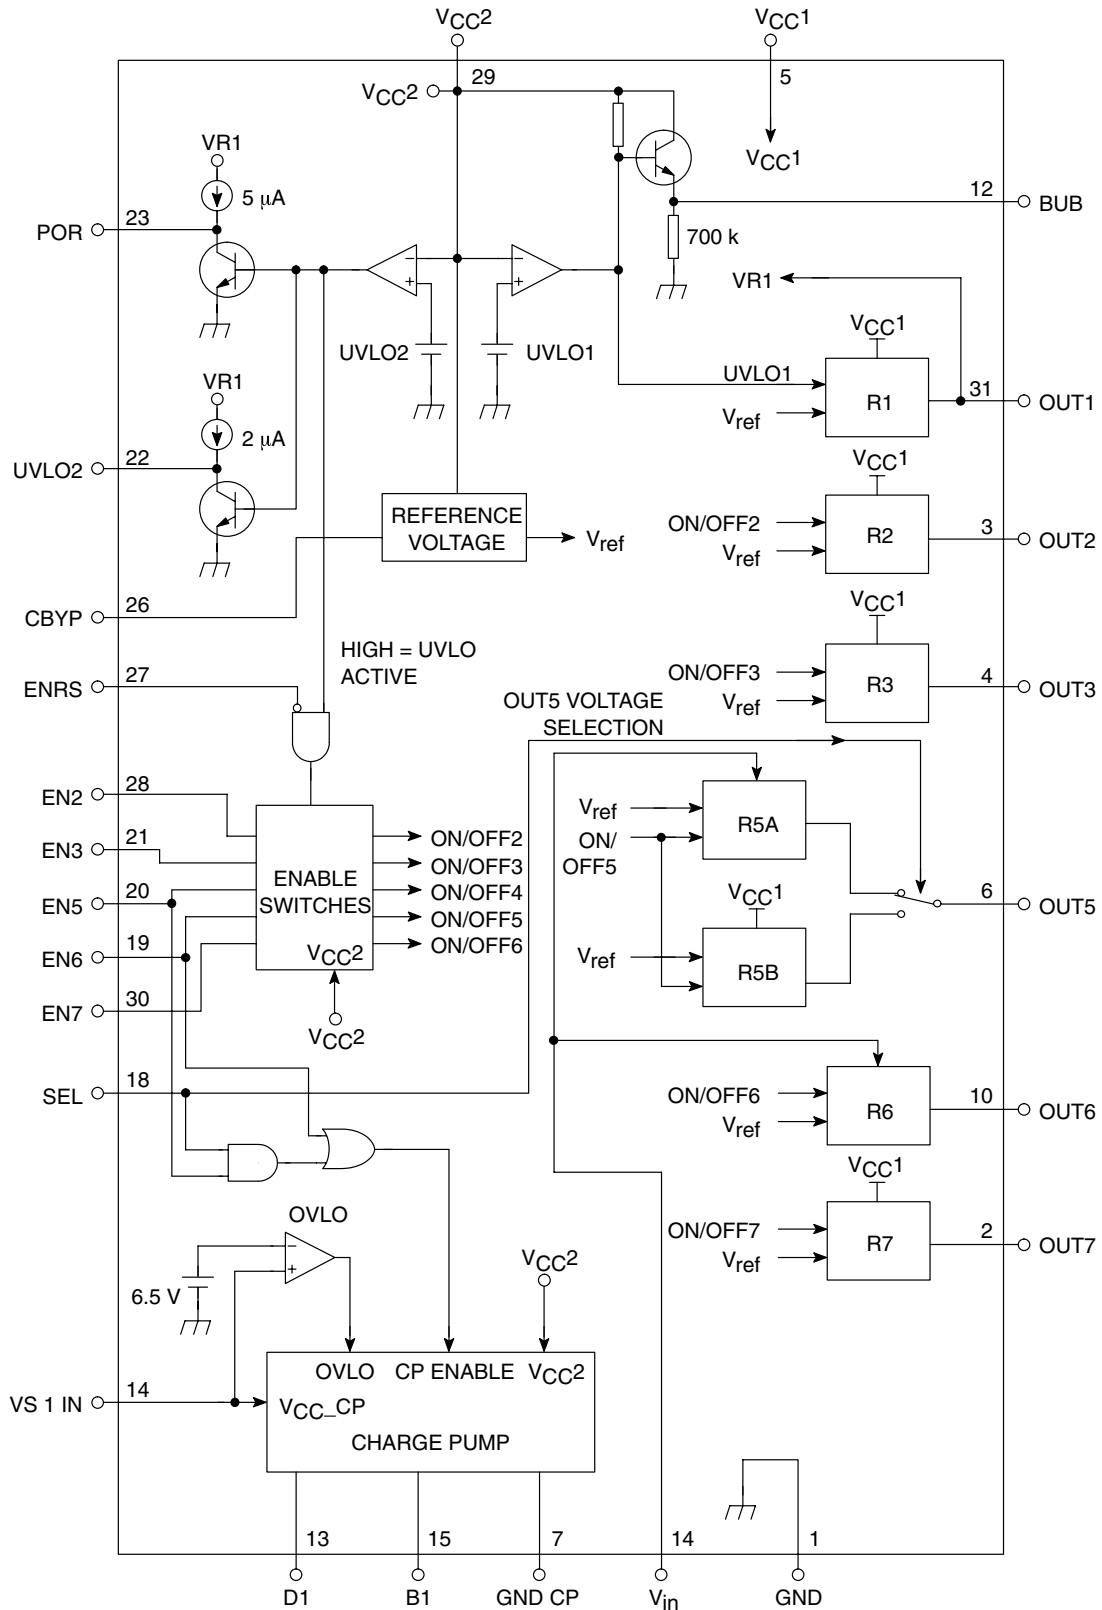 VCC2
VCC1
29
5
VCC2
VCC1
VR1
5 μA
23
POR
12
BUB
700 k
VR1
VCC1
UVLO2
UVLO1
UVLO1
R1
31
OUT1
Vref
VR1
2 μA
22
UVLO2
VCC1
REFERENCE
VOLTAGE
Vref
ON/OFF2
Vref
R2
3
OUT2
26
CBYP
VCC1
HIGH = UVLO
ACTIVE
27
ENRS
ON/OFF3
Vref
R3
4
OUT3
OUT5 VOLTAGE
SELECTION
28
EN2
21
EN3
20
EN5
19
EN6
30
EN7
ENABLE
SWITCHES
VCC2
VCC2
ON/OFF2
ON/OFF3
ON/OFF4
ON/OFF5
ON/OFF6
Vref
ON/
OFF5
R5A
VCC1
6
OUT5
Vref
R5B
18
SEL
ON/OFF6
Vref
R6
10
OUT6
VCC1
OVLO
ON/OFF7
Vref
R7
2
OUT7
VCC2
6.5 V
OVLO
CP ENABLE
VCC2
14
VS 1 IN
VCC_CP
CHARGE PUMP
13
15
7
14
1
D1
B1
GND CP
Vin
GND